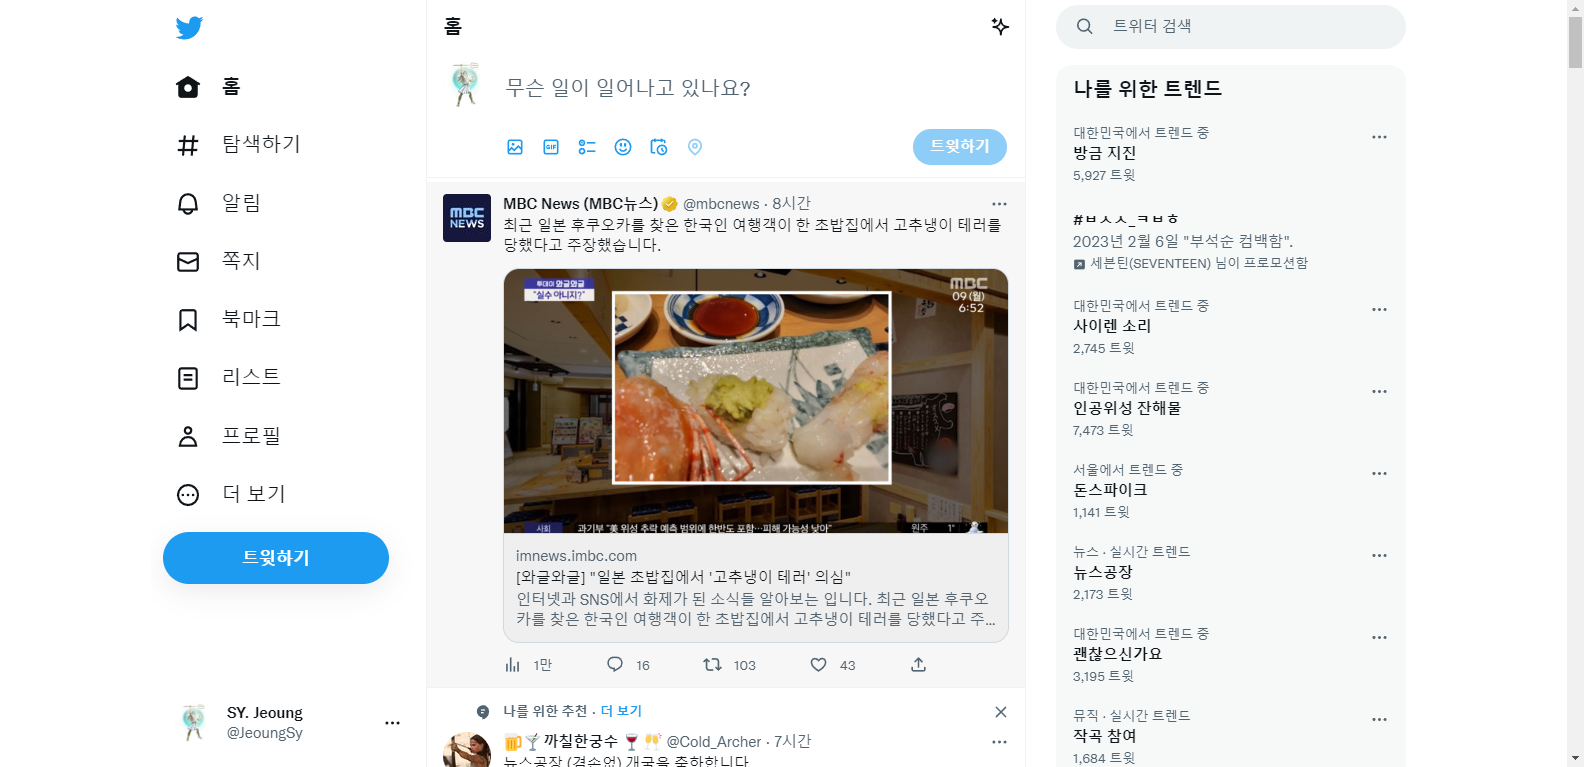 홈
탐색하기
알림
쪽지
북마크
리스트
프로필
더 보기
트윗하기
SY. Jeoung
@JeoungSy
홈
무슨 일이 일어나고 있나요?
GIF
트윗하기
MBC News (MBC뉴스) @mbcnews · 8시간
최근 일본 후쿠오카를 찾은 한국인 여행객이 한 초밥집에서 고추냉이 테러를
당했다고 주장했습니다.
MBC
NEWS
투데이 와글와글
"실수 아니지?"
MBC
09(월)
6:52
사회 과기부 "美 위성 추락 예측 범위에 한반도 포함…피해 가능성 낮아"
원주 1°
imnews.imbc.com
[와글와글] "일본 초밥집에서 '고추냉이 테러' 의심"
인터넷과 SNS에서 화제가 된 소식들 알아보는 입니다. 최근 일본 후쿠오
카를 찾은 한국인 여행객이 한 초밥집에서 고추냉이 테러를 당했다고 주...
1만 16 103 43
나를 위한 추천 · 더 보기
까칠한궁수 @Cold_Archer · 7시간
뉴스공장 (겸손없) 개국을 축하합니다
트위터 검색
나를 위한 트렌드
대한민국에서 트렌드 중
방금 지진
5,927 트윗
2023년 2월 6일 "부석순 컴백함".
세븐틴(SEVENTEEN) 님이 프로모션함
대한민국에서 트렌드 중
사이렌 소리
2,745 트윗
대한민국에서 트렌드 중
인공위성 잔해물
7,473 트윗
서울에서 트렌드 중
돈스파이크
1,141 트윗
뉴스 · 실시간 트렌드
뉴스공장
2,173 트윗
대한민국에서 트렌드 중
괜찮으신가요
3,195 트윗
뮤직 · 실시간 트렌드
작곡 참여
1,684 트윗